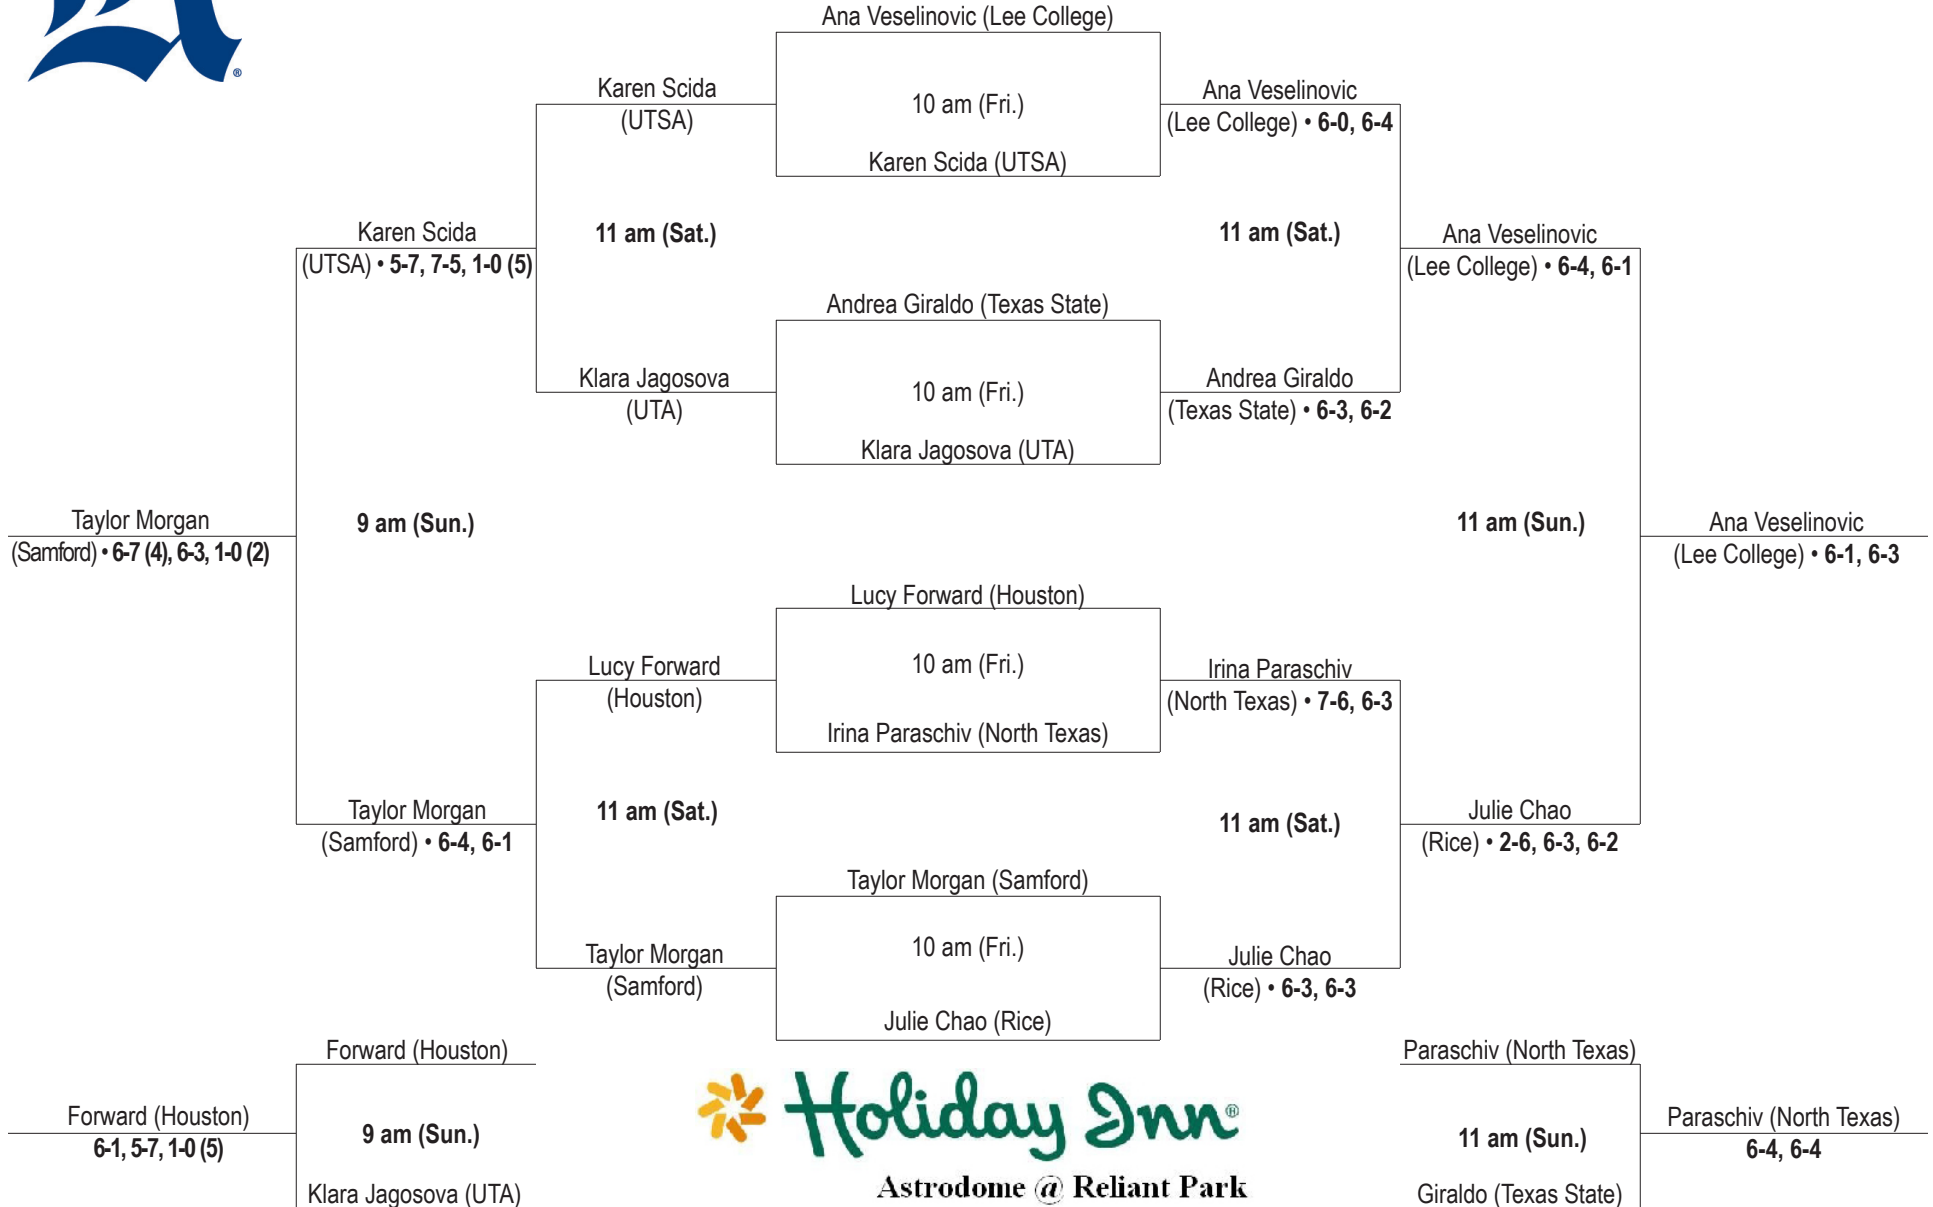 Ana Veselinovic (Lee College)
Karen Scida
(UTSA)
10 am (Fri.)
Ana Veselinovic
(Lee College) • 6-0, 6-4
Karen Scida (UTSA)
Karen Scida
(UTSA) • 5-7, 7-5, 1-0 (5)
11 am (Sat.)
11 am (Sat.)
Ana Veselinovic
(Lee College) • 6-4, 6-1
Andrea Giraldo (Texas State)
Klara Jagosova
(UTA)
10 am (Fri.)
Andrea Giraldo
(Texas State) • 6-3, 6-2
Klara Jagosova (UTA)
Taylor Morgan
(Samford) • 6-7 (4), 6-3, 1-0 (2)
9 am (Sun.)
11 am (Sun.)
Ana Veselinovic
(Lee College) • 6-1, 6-3
Lucy Forward (Houston)
Lucy Forward
(Houston)
10 am (Fri.)
Irina Paraschiv
(North Texas) • 7-6, 6-3
Irina Paraschiv (North Texas)
Taylor Morgan
(Samford) • 6-4, 6-1
11 am (Sat.)
11 am (Sat.)
Julie Chao
(Rice) • 2-6, 6-3, 6-2
Taylor Morgan (Samford)
Taylor Morgan
(Samford)
10 am (Fri.)
Julie Chao
(Rice) • 6-3, 6-3
Julie Chao (Rice)
Forward (Houston)
Forward (Houston)
6-1, 5-7, 1-0 (5)
9 am (Sun.)
Klara Jagosova (UTA)
Holiday Inn®
Astrodome @ Reliant Park
Paraschiv (North Texas)
11 am (Sun.)
Paraschiv (North Texas)
6-4, 6-4
Giraldo (Texas State)